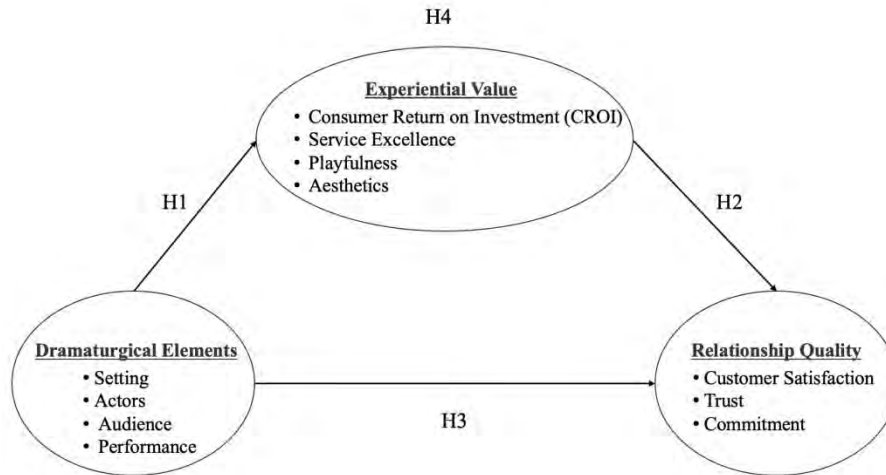 H4
Experiential Value
• Consumer Return on Investment (CROI)
• Service Excellence
• Playfulness
• Aesthetics
H1
H2
Dramaturgical Elements
• Setting
• Actors
• Audience
• Performance
H3
Relationship Quality
• Customer Satisfaction
• Trust
• Commitment